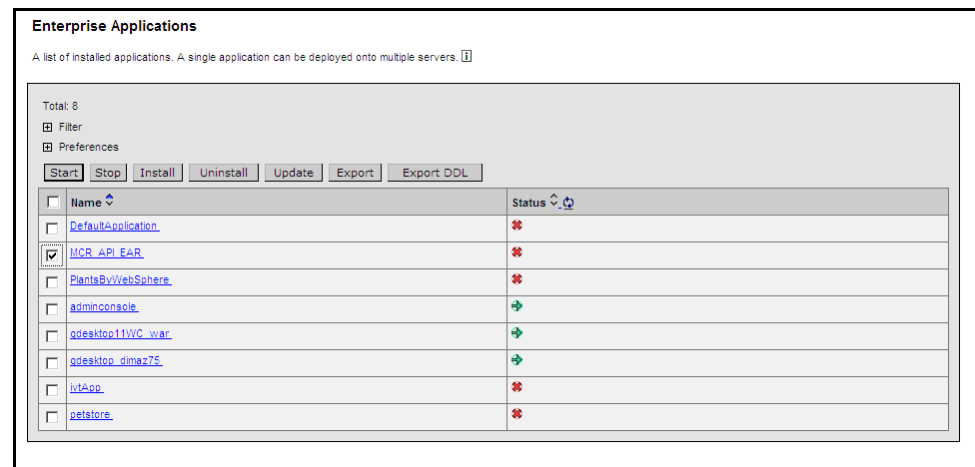 Enterprise Applications
A list of installed applications. A single application can be deployed onto multiple servers. i
Total: 8
Filter
Preferences
Start Stop Install Uninstall Update Export Export DDL
Name Status
DefaultApplication
MCR_API_EAR
PlantsByWebSphere
adminconsole
gdesktop11WC_war
gdesktop_dimaz75
ivtApp
petstore